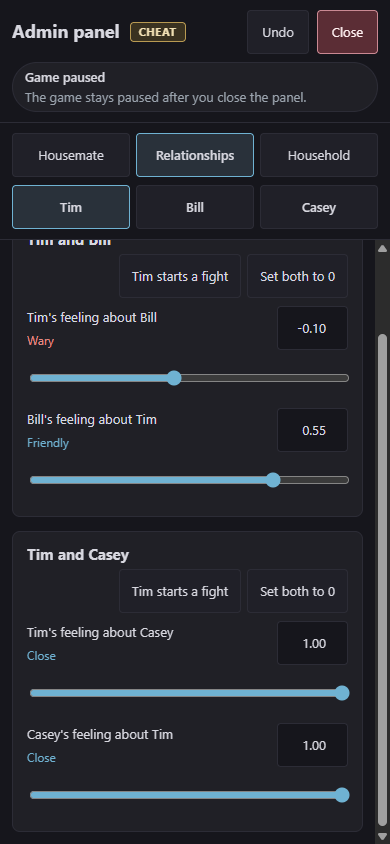 Admin panel
CHEAT
Undo
Close
Game paused
The game stays paused after you close the panel.
Housemate
Relationships
Household
Tim
Bill
Casey
Tim and Bill
Tim starts a fight
Set both to 0
Tim's feeling about Bill
-0.10
Wary
Bill's feeling about Tim
0.55
Friendly
Tim and Casey
Tim starts a fight
Set both to 0
Tim's feeling about Casey
1.00
Close
Casey's feeling about Tim
1.00
Close